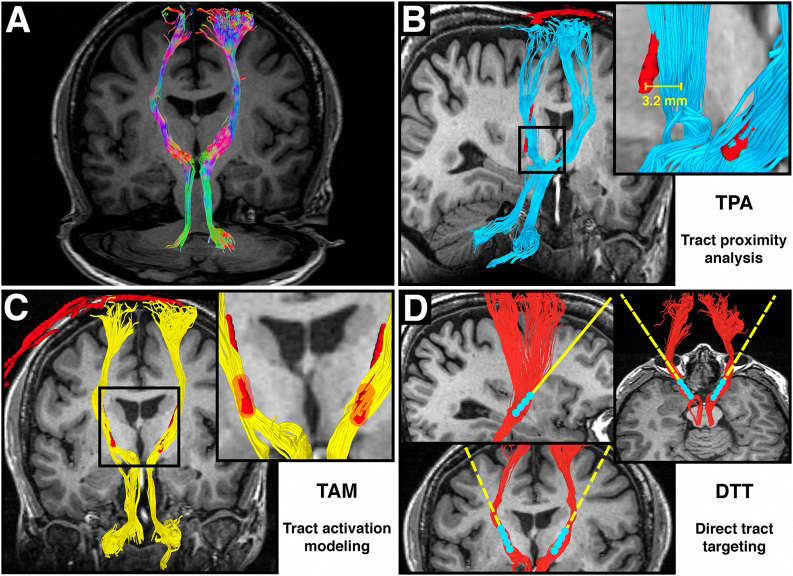 A
B
3.2 mm
TPA
Tract proximity
analysis
C
TAM
Tract activation
modeling
D
DTT
Direct tract
targeting